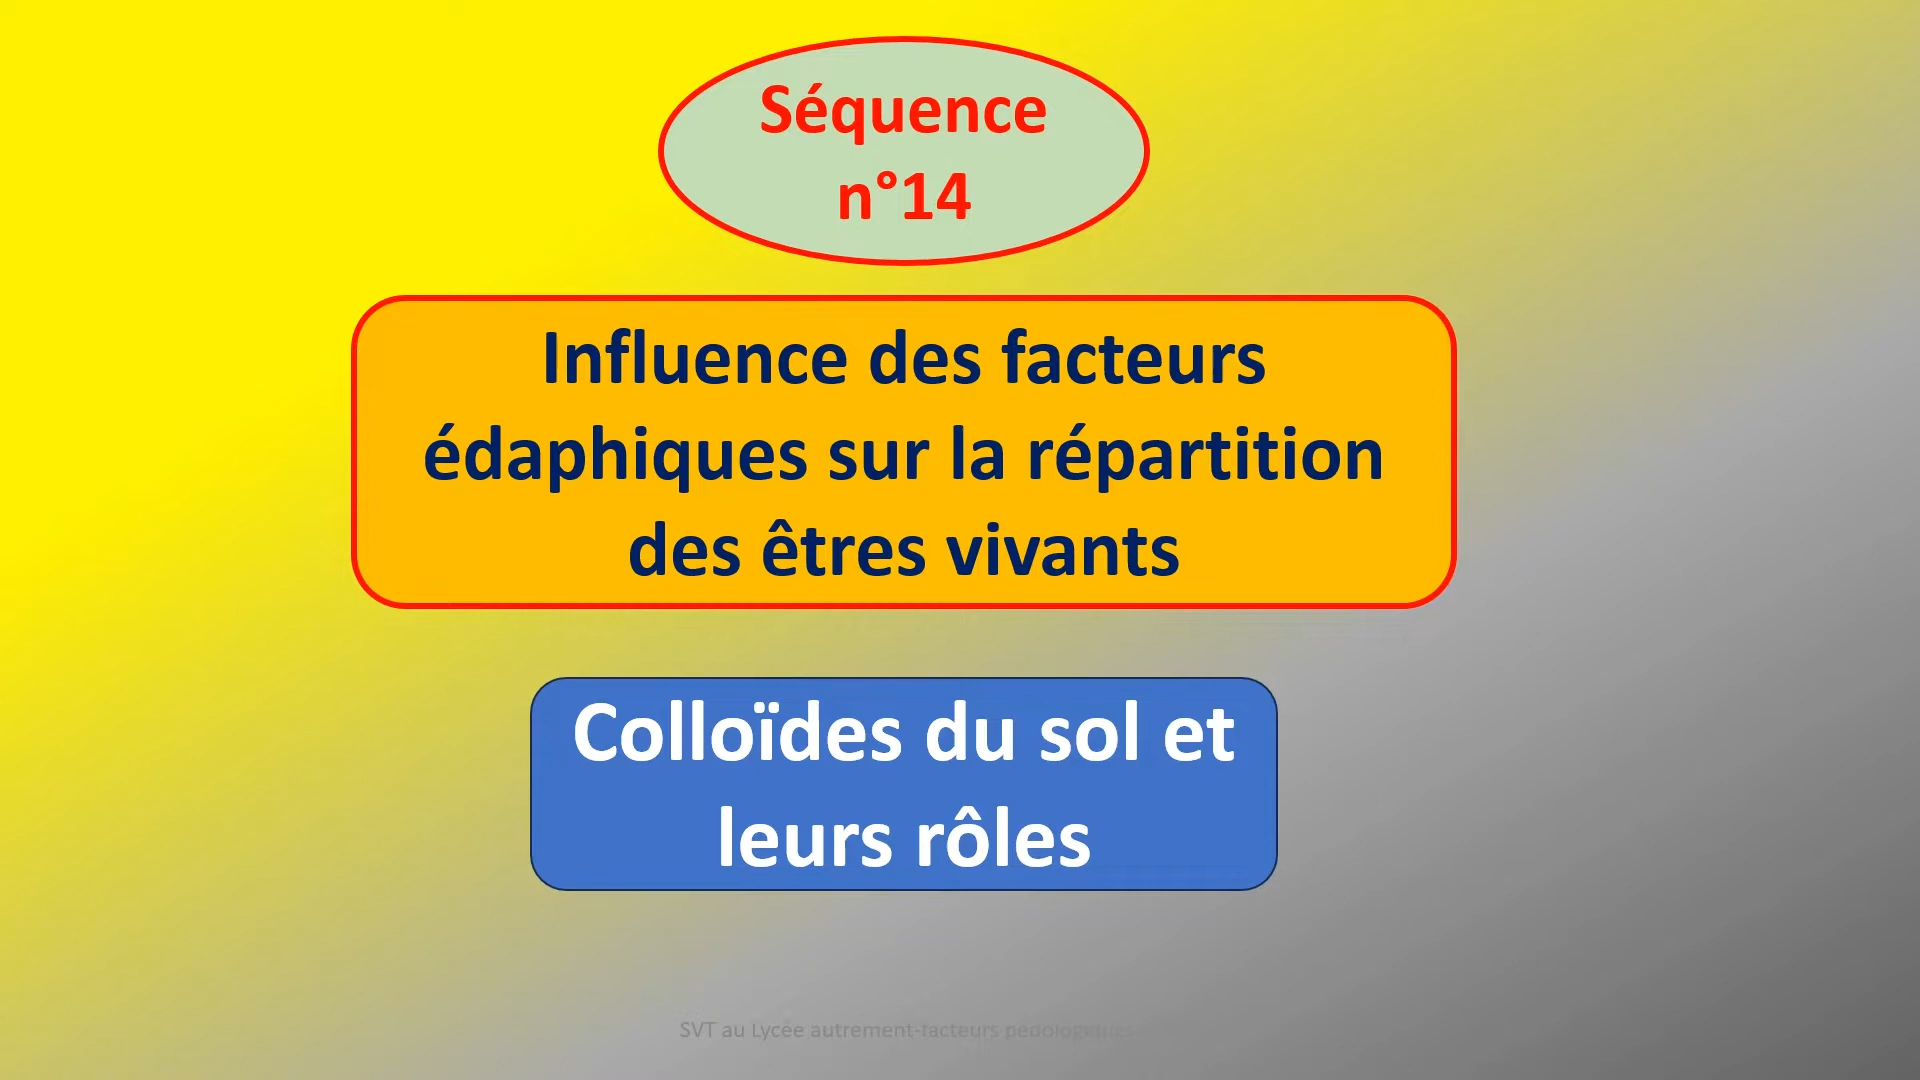 Séquence
n°14
Influence des facteurs
édaphiques sur la répartition
des êtres vivants
Colloïdes du sol et
leurs rôles
SVT au Lycée autrement-facteurs pédologiques